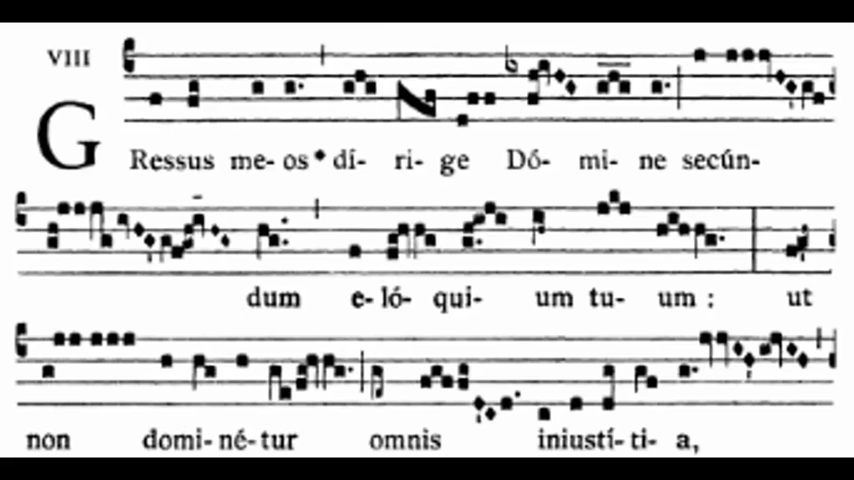 VIII
GRessus me-os * dí- ri- ge Dó- mi- ne secún-
dum e-ló- qui- um tu- um : ut
non domi-né-tur omnis iniustí-ti-a,